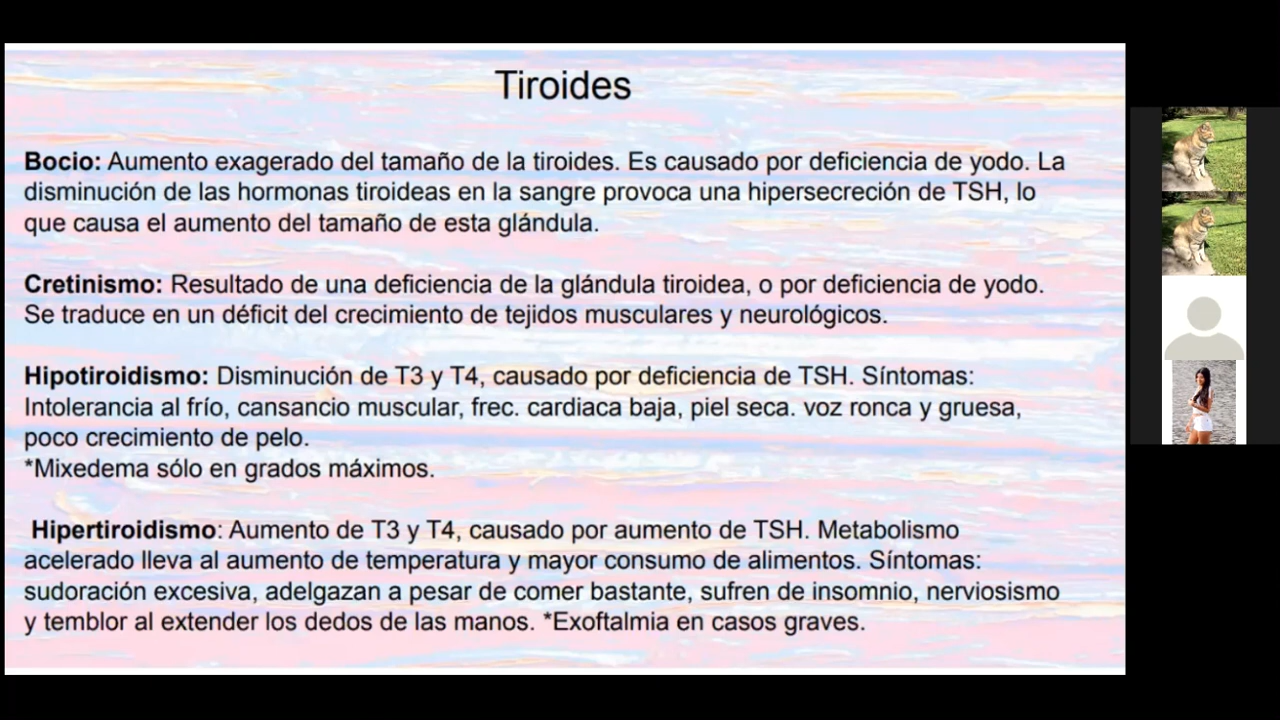 Tiroides
Bocio: Aumento exagerado del tamaño de la tiroides. Es causado por deficiencia de yodo. La
disminución de las hormonas tiroideas en la sangre provoca una hipersecreción de TSH, lo
que causa el aumento del tamaño de esta glándula.
Cretinismo: Resultado de una deficiencia de la glándula tiroidea, o por deficiencia de yodo.
Se traduce en un déficit del crecimiento de tejidos musculares y neurológicos.
Hipotiroidismo: Disminución de T3 y T4, causado por deficiencia de TSH. Síntomas:
Intolerancia al frío, cansancio muscular, frec. cardiaca baja, piel seca. voz ronca y gruesa,
poco crecimiento de pelo.
*Mixedema sólo en grados máximos.
Hipertiroidismo: Aumento de T3 y T4, causado por aumento de TSH. Metabolismo
acelerado lleva al aumento de temperatura y mayor consumo de alimentos. Síntomas:
sudoración excesiva, adelgazan a pesar de comer bastante, sufren de insomnio, nerviosismo
y temblor al extender los dedos de las manos. *Exoftalmia en casos graves.